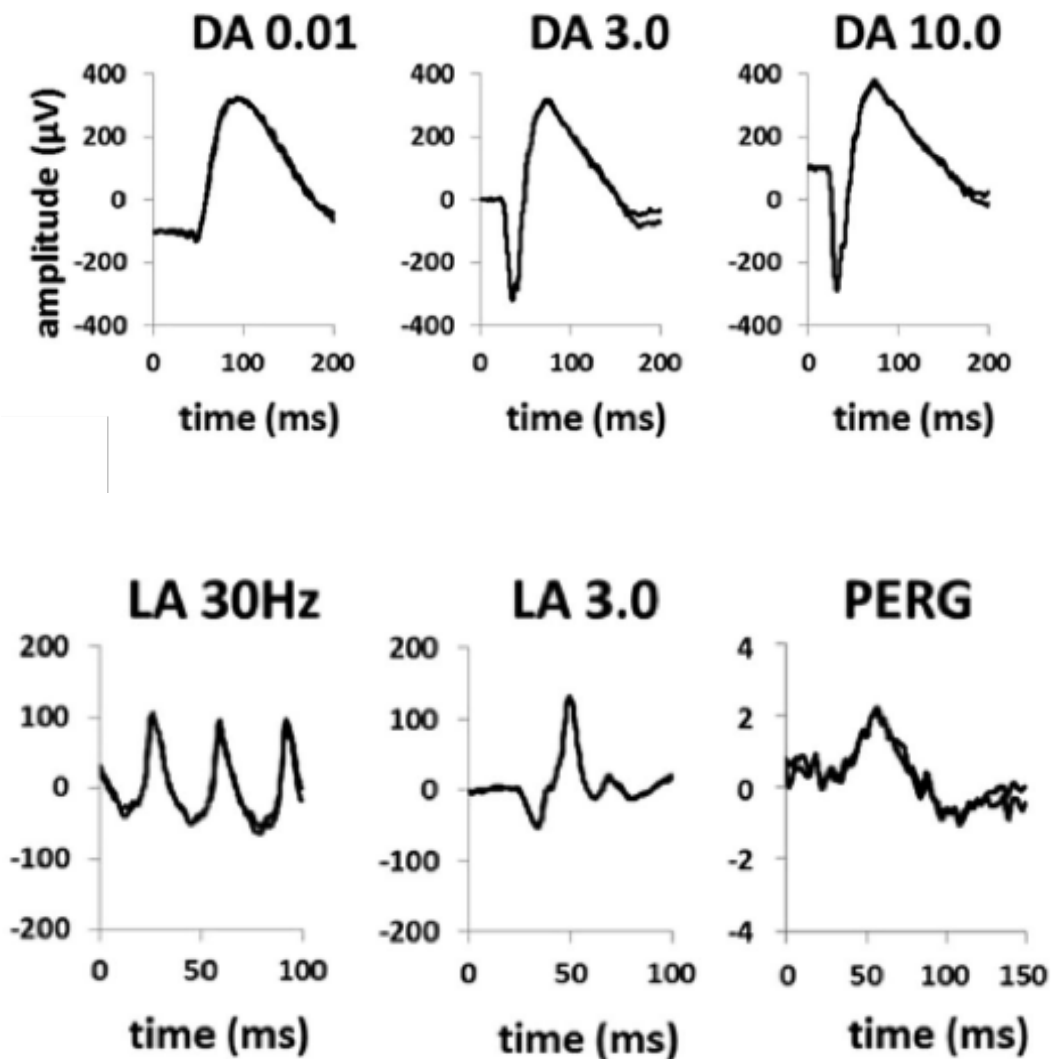 DA 0.01 DA 3.0 DA 10.0
amplitude (µV)
400 400 400
200 200 200
0 0 0
-200 -200 -200
-400 -400 -400
0 100 200 0 100 200 0 100 200
time (ms) time (ms) time (ms)
LA 30Hz LA 3.0 PERG
200 200 4
100 100 2
0 0 0
-100 -100 -2
-200 -200 -4
0 50 100 0 50 100 0 50 100 150
time (ms) time (ms) time (ms)